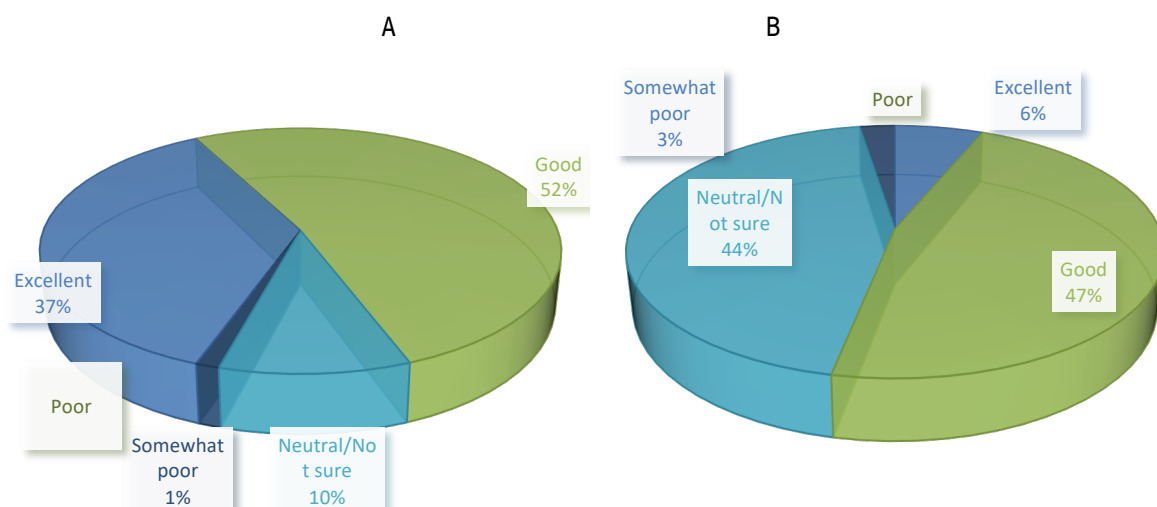 A
Good
52%
Excellent
37%
Poor
Somewhat
poor
1%
Neutral/No
t sure
10%
B
Somewhat
poor
3%
Poor
Excellent
6%
Neutral/N
ot sure
44%
Good
47%